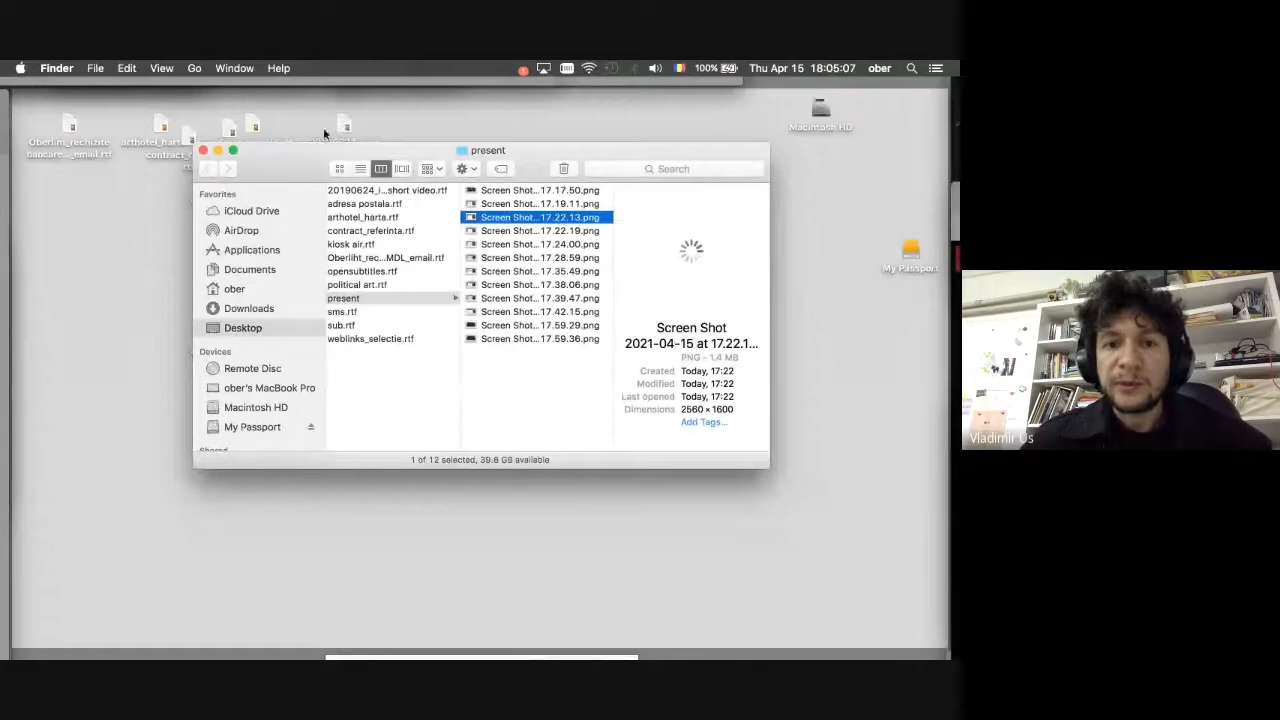 Finder File Edit View Go Window Help 1 100% Thu Apr 15 18:05:07 ober
Oberliht_rechizite
bancare..._email.rtf
Macintosh HD
My Passport
present
Search
Favorites
iCloud Drive
AirDrop
Applications
Documents
ober
Downloads
Desktop
Devices
Remote Disc
ober's MacBook Pro
Macintosh HD
My Passport
Shared
20190624_i...short video.rtf
adresa postala.rtf
arthotel_harta.rtf
contract_referinta.rtf
kiosk air.rtf
Oberliht_rec...MDL_email.rtf
opensubtitles.rtf
political art.rtf
present
sms.rtf
sub.rtf
weblinks_selectie.rtf
Screen Shot...17.17.50.png
Screen Shot...17.19.11.png
Screen Shot...17.22.13.png
Screen Shot...17.22.19.png
Screen Shot...17.24.00.png
Screen Shot...17.28.59.png
Screen Shot...17.35.49.png
Screen Shot...17.38.06.png
Screen Shot...17.39.47.png
Screen Shot...17.42.15.png
Screen Shot...17.59.29.png
Screen Shot...17.59.36.png
Screen Shot
2021-04-15 at 17.22.1...
PNG - 1.4 MB
Created Today, 17:22
Modified Today, 17:22
Last opened Today, 17:22
Dimensions 2560 × 1600
Add Tags...
1 of 12 selected, 39.6 GB available
Vladimir Us